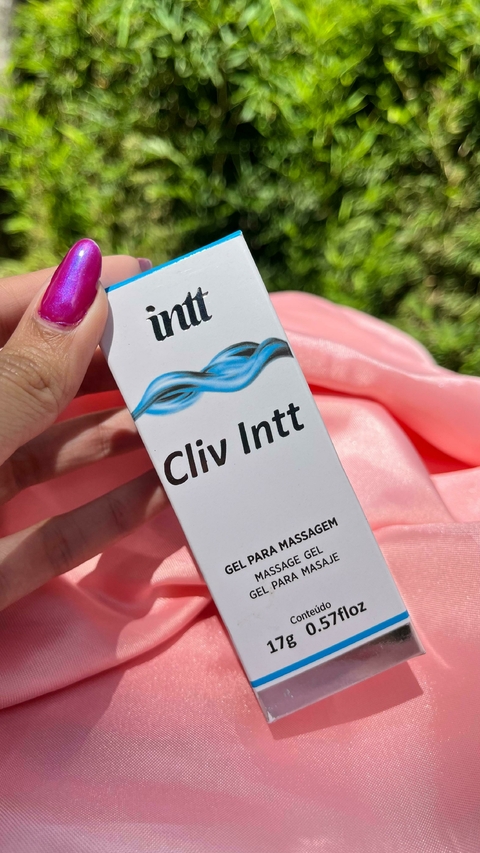 intt
Cliv Intt
GEL PARA MASSAGEM
MASSAGE GEL
GEL PARA MASAJE
Conteúdo
17g 0.57floz